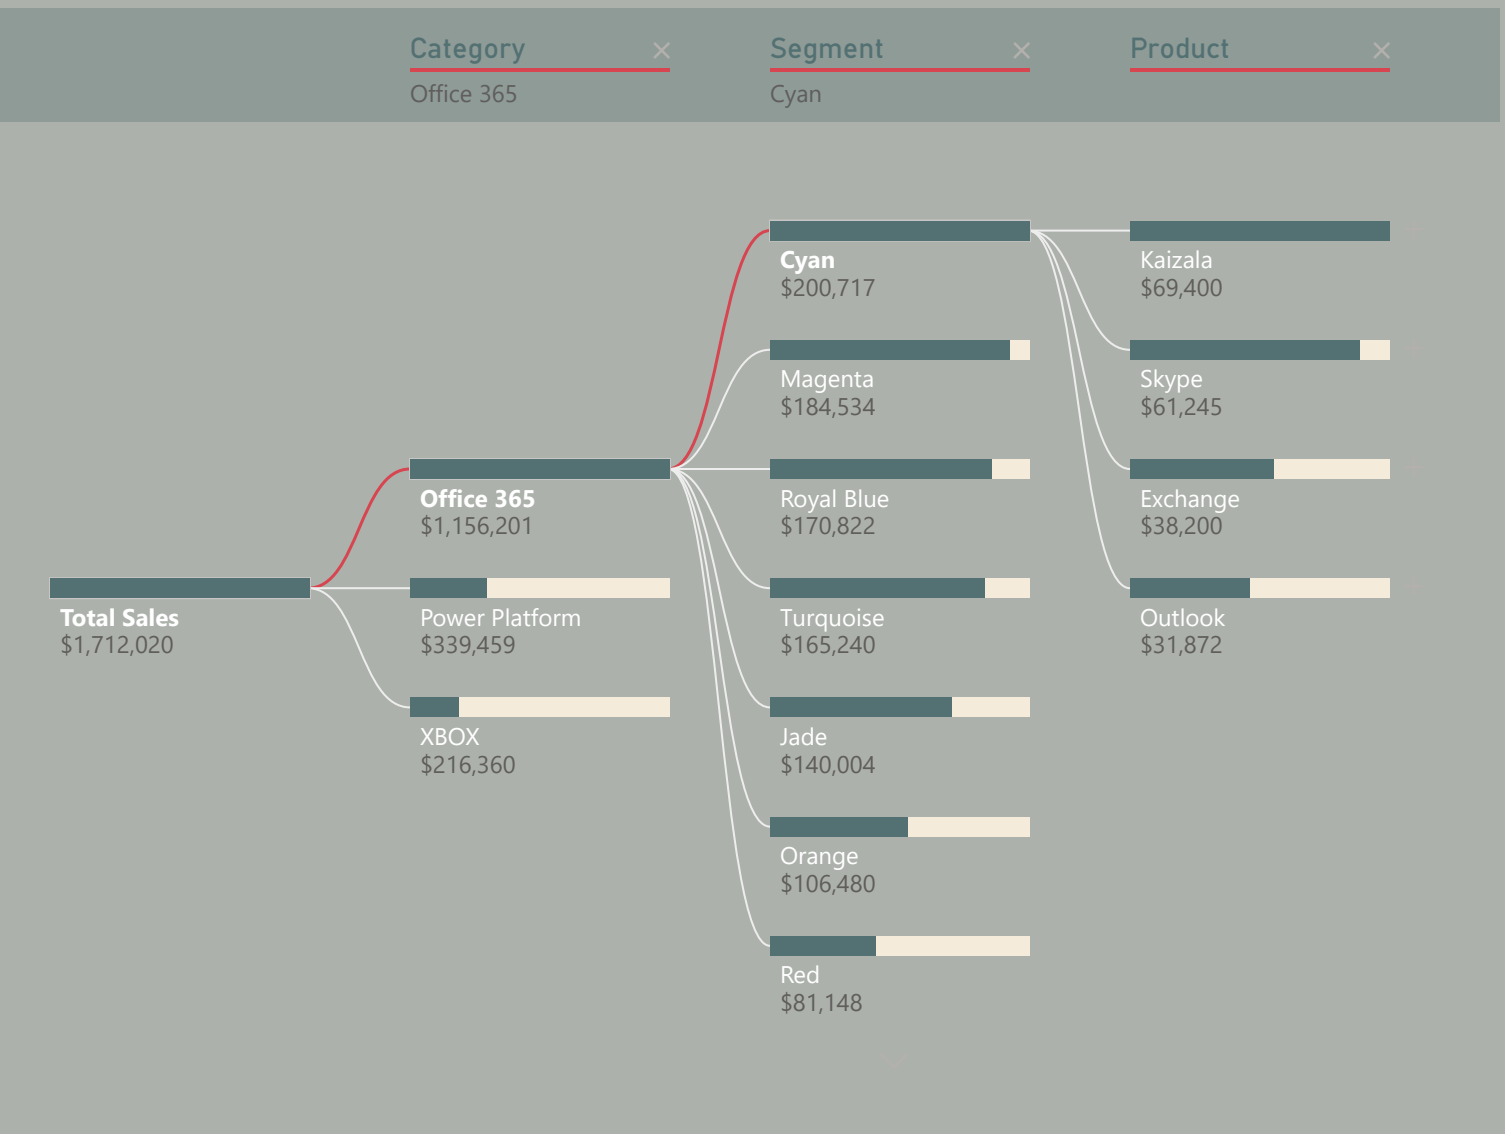 Category
Segment
Product
Office 365
Cyan
Total Sales
$1,712,020
Office 365
$1,156,201
Power Platform
$339,459
XBOX
$216,360
Cyan
$200,717
Magenta
$184,534
Royal Blue
$170,822
Turquoise
$165,240
Jade
$140,004
Orange
$106,480
Red
$81,148
Kaizala
$69,400
Skype
$61,245
Exchange
$38,200
Outlook
$31,872